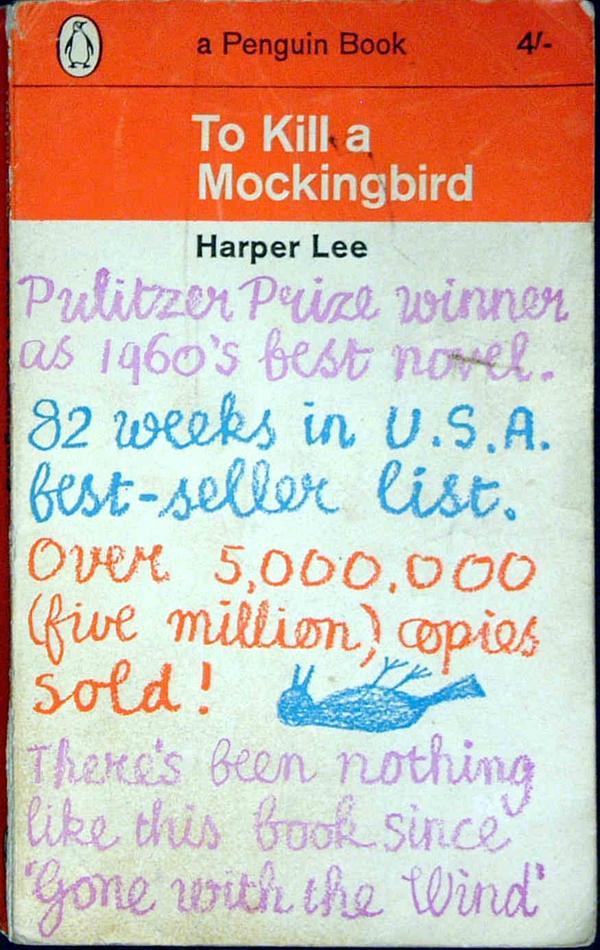 a Penguin Book 4/-
To Kill a
Mockingbird
Harper Lee
Pulitzer Prize winner
as 1960's best novel.
82 weeks in U.S.A.
best-seller list.
Over 5,000,000
(five million) copies
sold!
There's been nothing
like this book since
'Gone with the Wind'